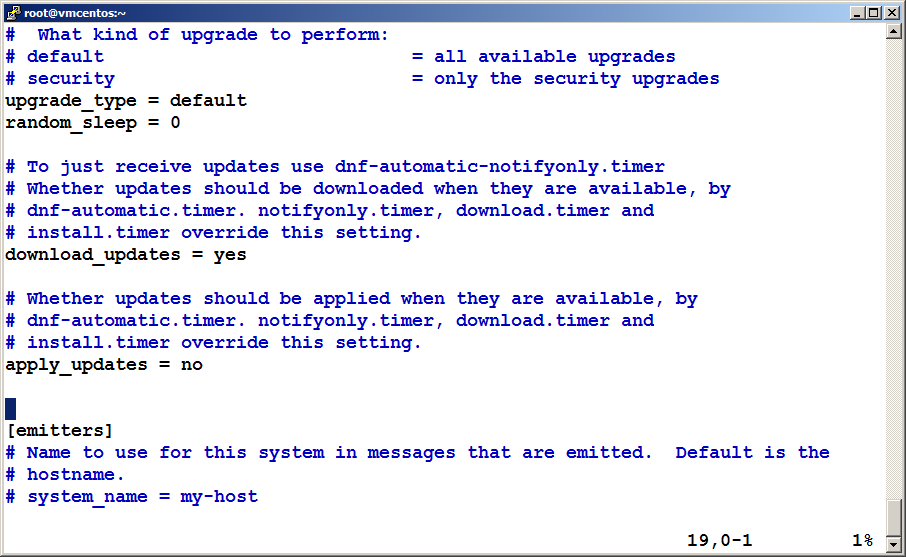 root@vmcentos:~
#  What kind of upgrade to perform:
# default                            = all available upgrades
# security                           = only the security upgrades
upgrade_type = default
random_sleep = 0
# To just receive updates use dnf-automatic-notifyonly.timer
# Whether updates should be downloaded when they are available, by
# dnf-automatic.timer. notifyonly.timer, download.timer and
# install.timer override this setting.
download_updates = yes
# Whether updates should be applied when they are available, by
# dnf-automatic.timer. notifyonly.timer, download.timer and
# install.timer override this setting.
apply_updates = no
[emitters]
# Name to use for this system in messages that are emitted.  Default is the
# hostname.
# system_name = my-host
19,0-1         1%